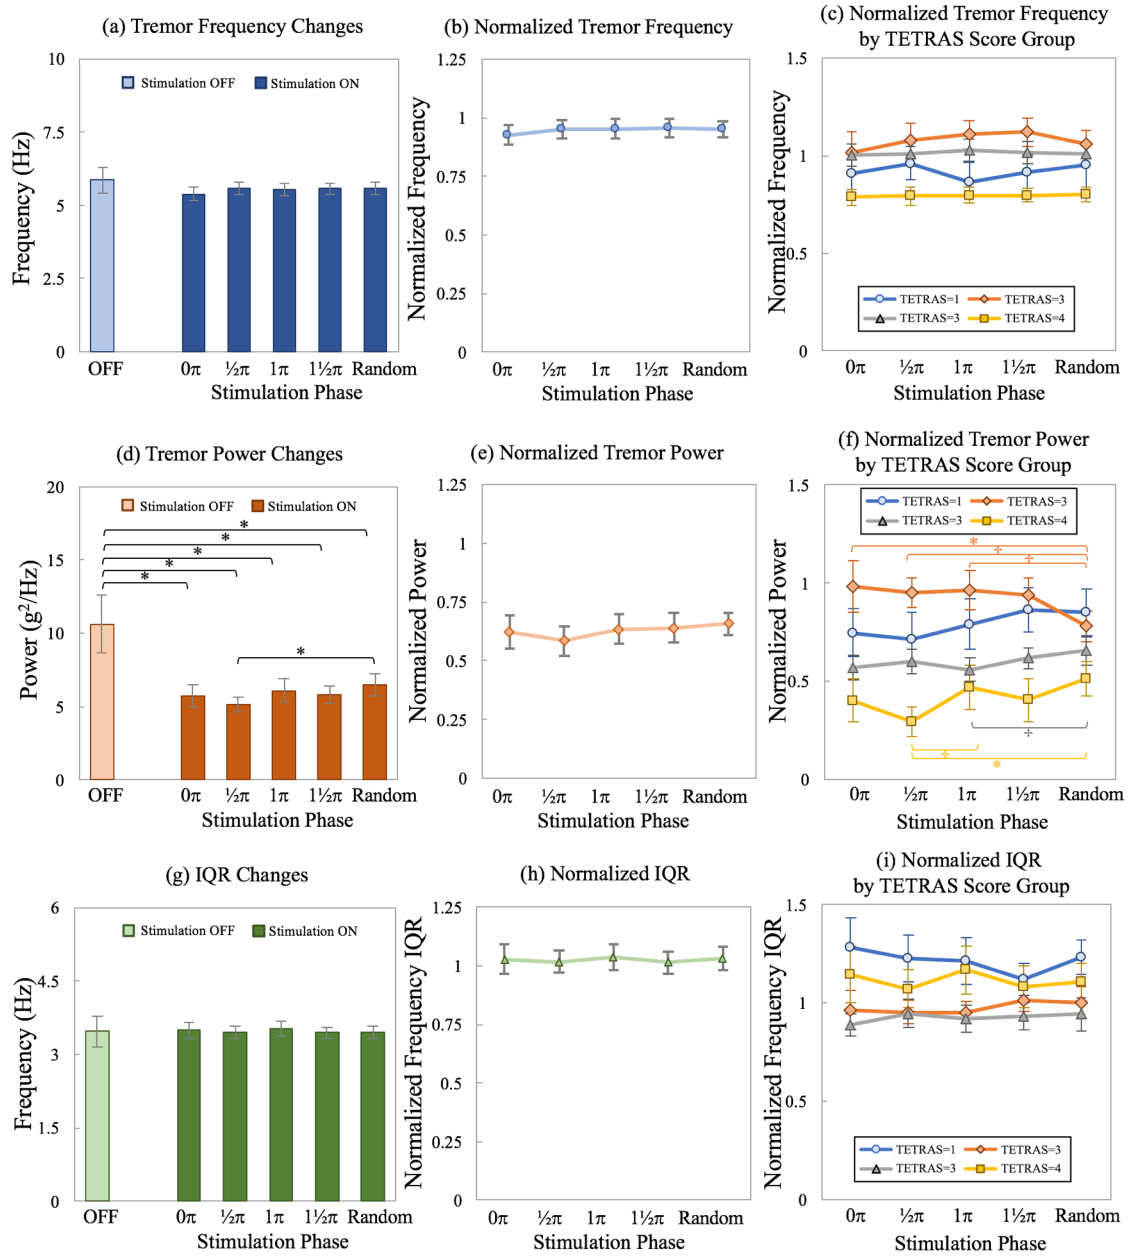 (a) Tremor Frequency Changes
10
7.5
5
2.5
0
Frequency (Hz)
Stimulation OFF
Stimulation ON
OFF
0π
½π
1π
1½π
Random
Stimulation Phase
(b) Normalized Tremor Frequency
1.25
1
0.75
0.5
0.25
0
Normalized Frequency
0π
½π
1π
1½π
Random
Stimulation Phase
(c) Normalized Tremor Frequency
by TETRAS Score Group
1.5
1
0.5
0
Normalized Frequency
TETRAS=1
TETRAS=3
TETRAS=3
TETRAS=4
0π
½π
1π
1½π
Random
Stimulation Phase
(d) Tremor Power Changes
20
15
10
5
0
Power (g²/Hz)
Stimulation OFF
Stimulation ON
*
*
*
*
*
*
OFF
0π
½π
1π
1½π
Random
Stimulation Phase
(e) Normalized Tremor Power
1.25
1
0.75
0.5
0.25
0
Normalized Power
0π
½π
1π
1½π
Random
Stimulation Phase
(f) Normalized Tremor Power
by TETRAS Score Group
1.5
1
0.5
0
Normalized Power
TETRAS=1
TETRAS=3
TETRAS=3
TETRAS=4
*
+
+
+
+
*
0π
½π
1π
1½π
Random
Stimulation Phase
(g) IQR Changes
6
4.5
3
1.5
0
Frequency (Hz)
Stimulation OFF
Stimulation ON
OFF
0π
½π
1π
1½π
Random
Stimulation Phase
(h) Normalized IQR
1.25
1
0.75
0.5
0.25
0
Normalized Frequency IQR
0π
½π
1π
1½π
Random
Stimulation Phase
(i) Normalized IQR
by TETRAS Score Group
1.5
1
0.5
0
Normalized Frequency IQR
TETRAS=1
TETRAS=3
TETRAS=3
TETRAS=4
0π
½π
1π
1½π
Random
Stimulation Phase